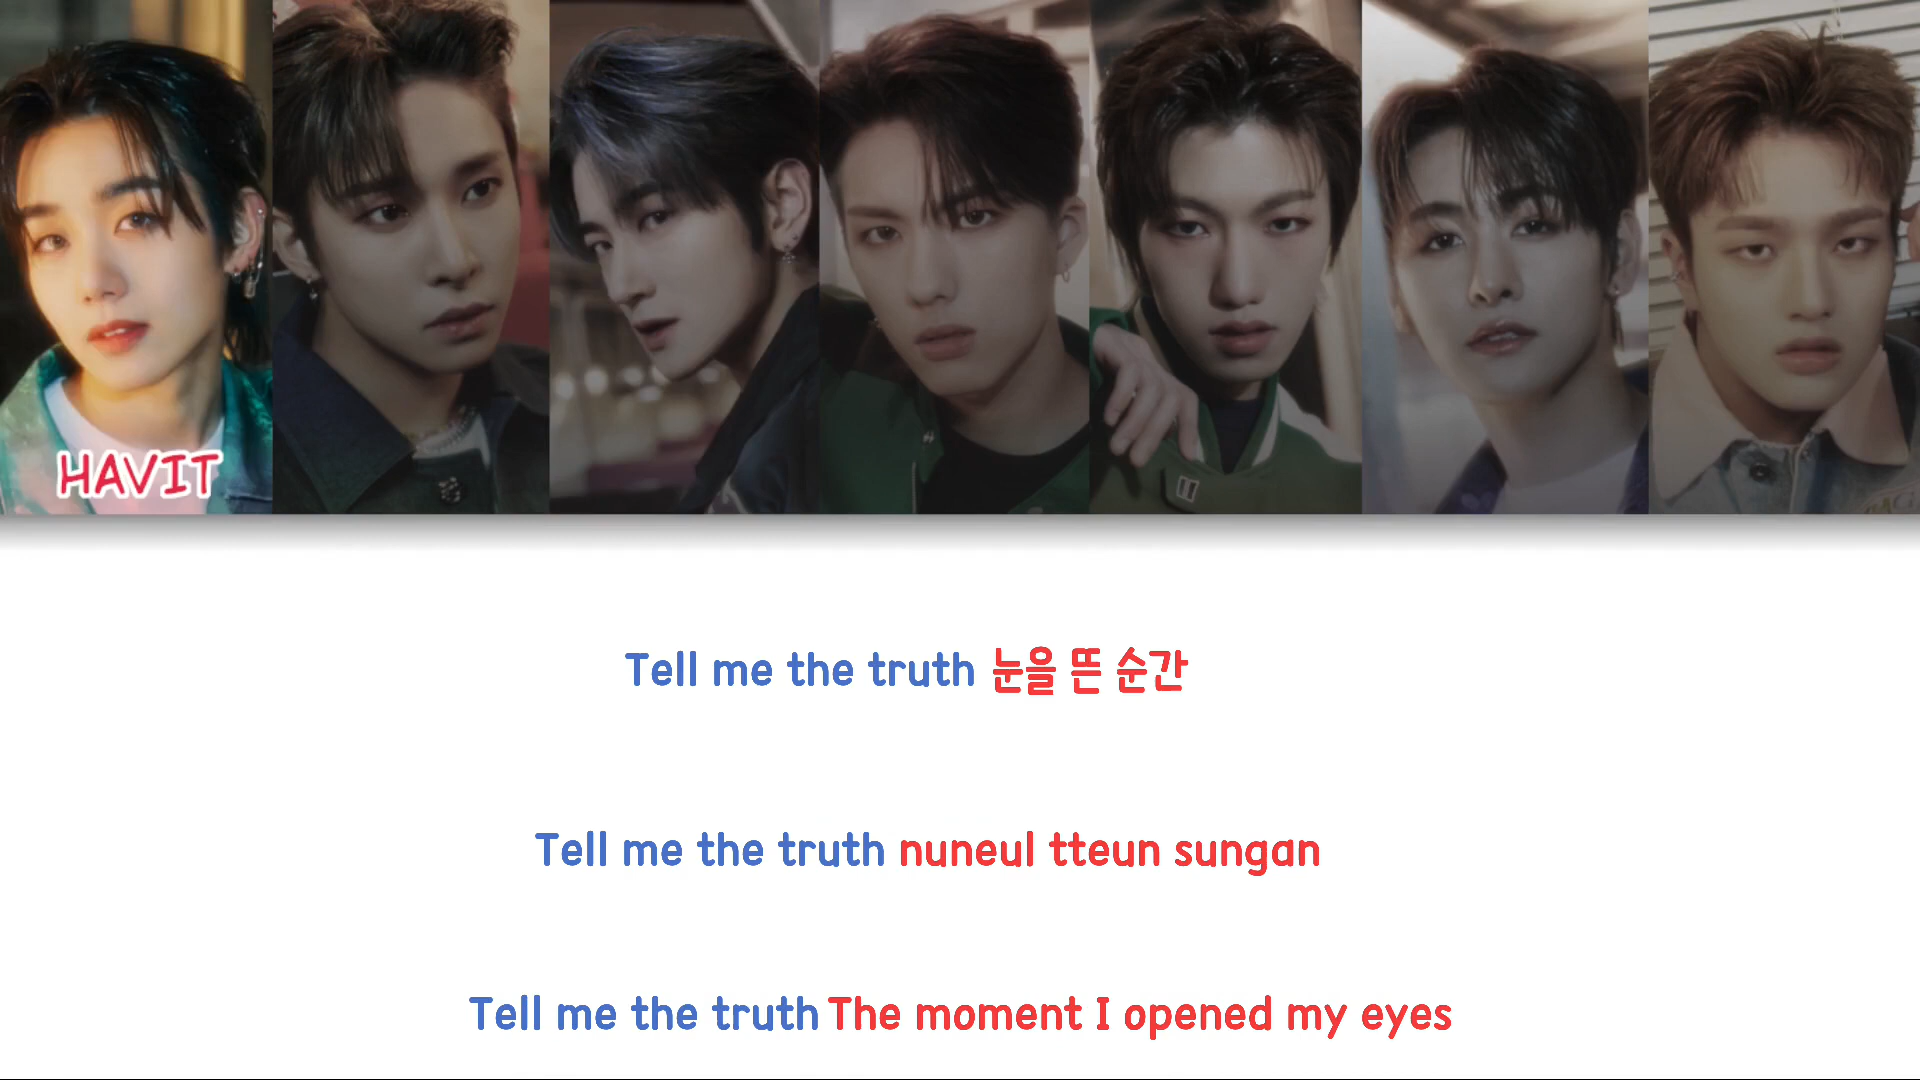 HAVIT
Tell me the truth 눈을 뜬 순간
Tell me the truth nuneul tteun sungan
Tell me the truth The moment I opened my eyes